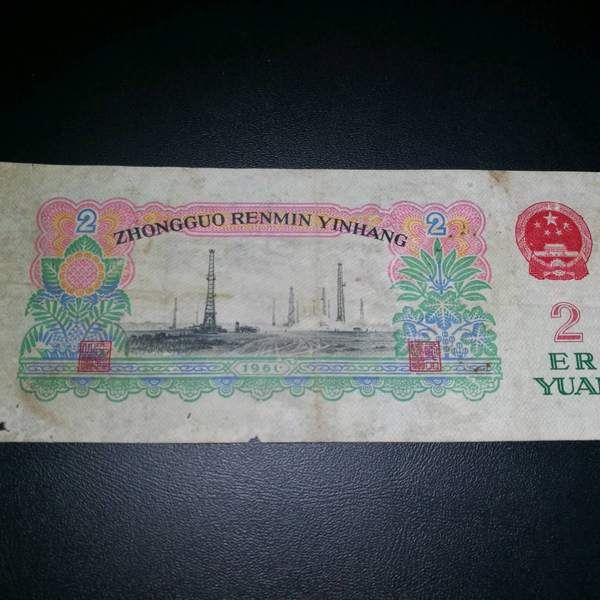 2 2
ZHONGGUO RENMIN YINHANG
1960
2
ER
YUAN